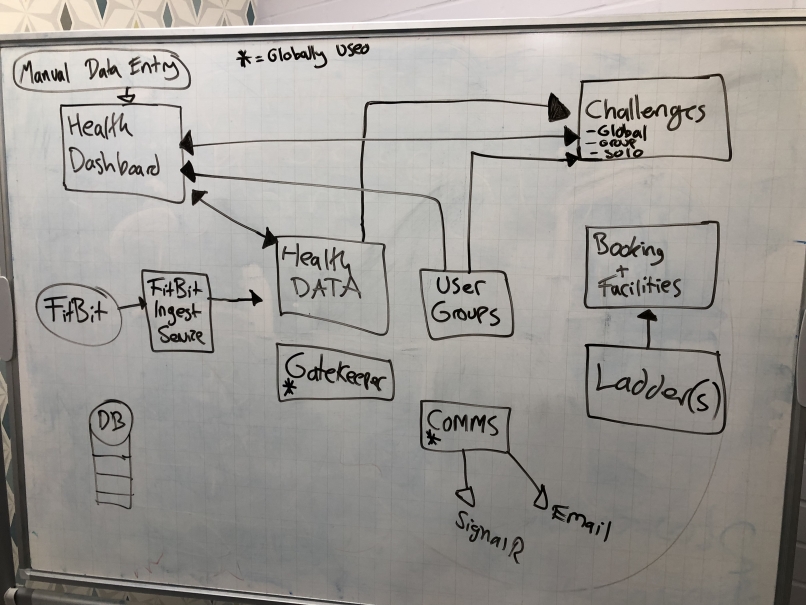 * = Globally Used
Manual Data Entry
Health
Dashboard
Challenges
- Global
- Group
- Solo
Health
DATA
User
Groups
Booking
+
Facilities
FitBit
FitBit
Ingest
Service
Gatekeeper
*
Ladder(s)
DB
COMMS
*
SignalR
Email